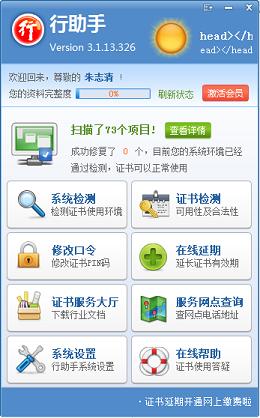 行
行助手
Version 3.1.13.326
head></h
ead></head
欢迎回来，尊敬的 朱志清 ！
您的资料完整度 0% 刷新状态 激活会员
扫描了73个项目！ 查看详情
成功修复了 0 个，目前您的系统环境已经
通过检测，证书可以正常使用
系统检测
检测证书使用环境
证书检测
可用性及合法性
修改口令
修改证书PIN码
在线延期
延长证书有效期
证书服务大厅
下载行业文档
服务网点查询
查网点电话地址
系统设置
行助手系统设置
在线帮助
证书使用答疑
· 证书延期开通网上缴费啦！